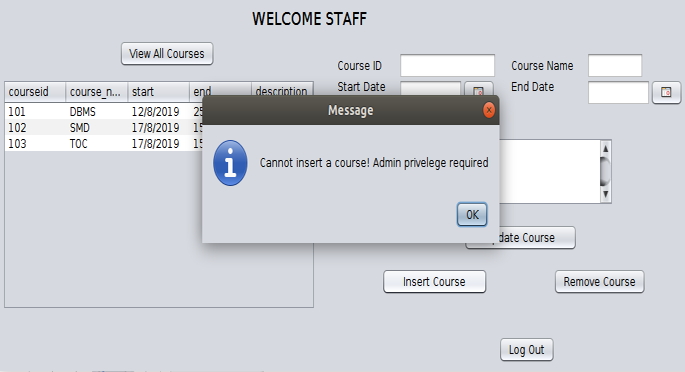 WELCOME STAFF
View All Courses
Course ID
Course Name
Start Date
End Date
courseid course_n... start end description
101 DBMS 12/8/2019 25
102 SMD 17/8/2019 15
103 TOC 17/8/2019 15
Message
Cannot insert a course! Admin privelege required
OK
pdate Course
Insert Course
Remove Course
Log Out